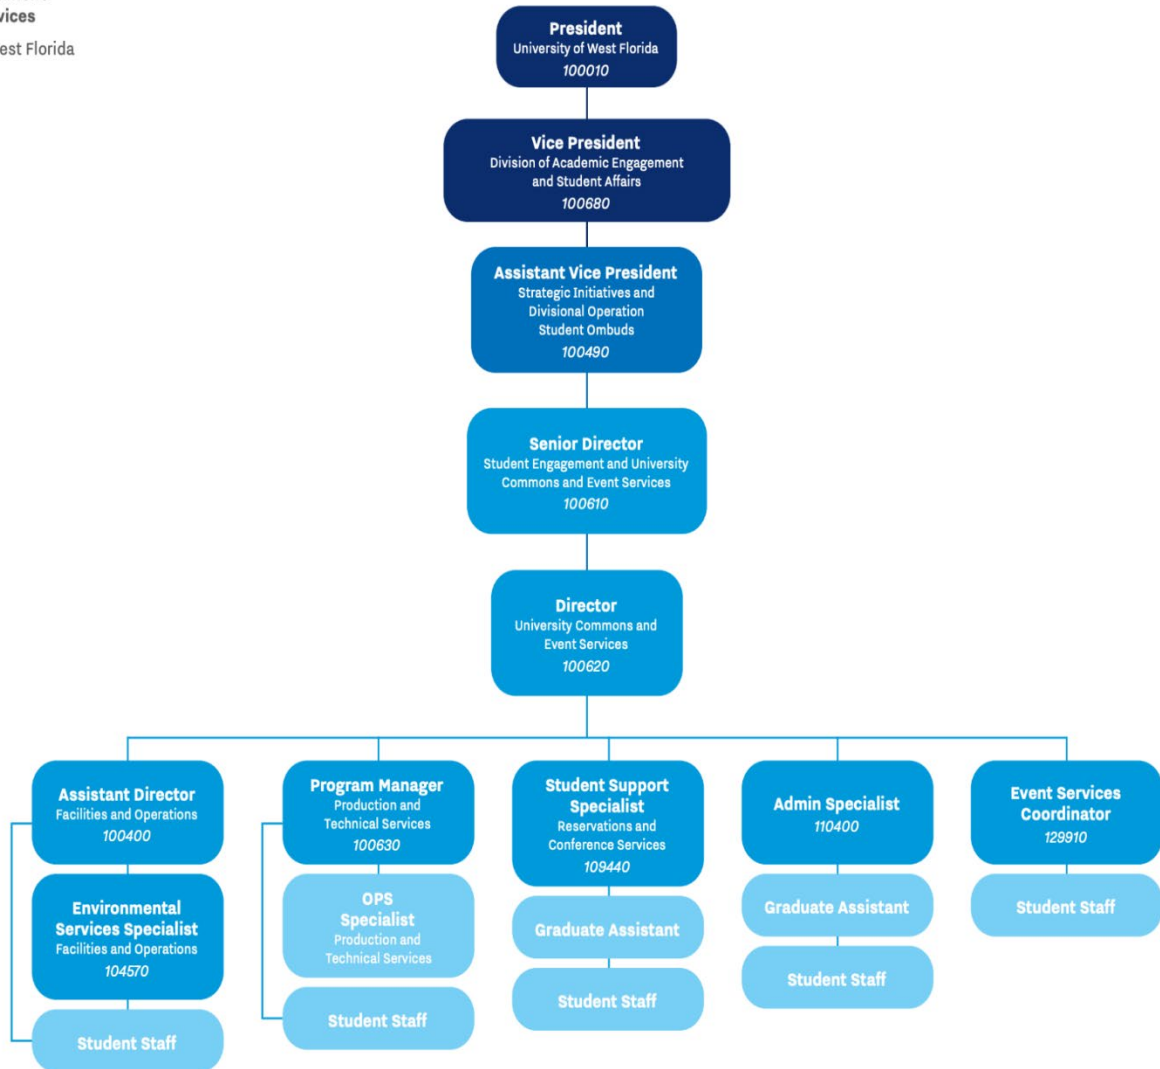 est Florida
President
University of West Florida
100010
Vice President
Division of Academic Engagement
and Student Affairs
100680
Assistant Vice President
Strategic Initiatives and
Divisional Operation
Student Ombuds
100490
Senior Director
Student Engagement and University
Commons and Event Services
100610
Director
University Commons and
Event Services
100620
Assistant Director
Facilities and Operations
100400
Environmental
Services Specialist
Facilities and Operations
104570
Student Staff
Program Manager
Production and
Technical Services
100630
OPS
Specialist
Production and
Technical Services
Student Staff
Student Support
Specialist
Reservations and
Conference Services
109440
Graduate Assistant
Student Staff
Admin Specialist
110400
Graduate Assistant
Student Staff
Event Services
Coordinator
129910
Student Staff